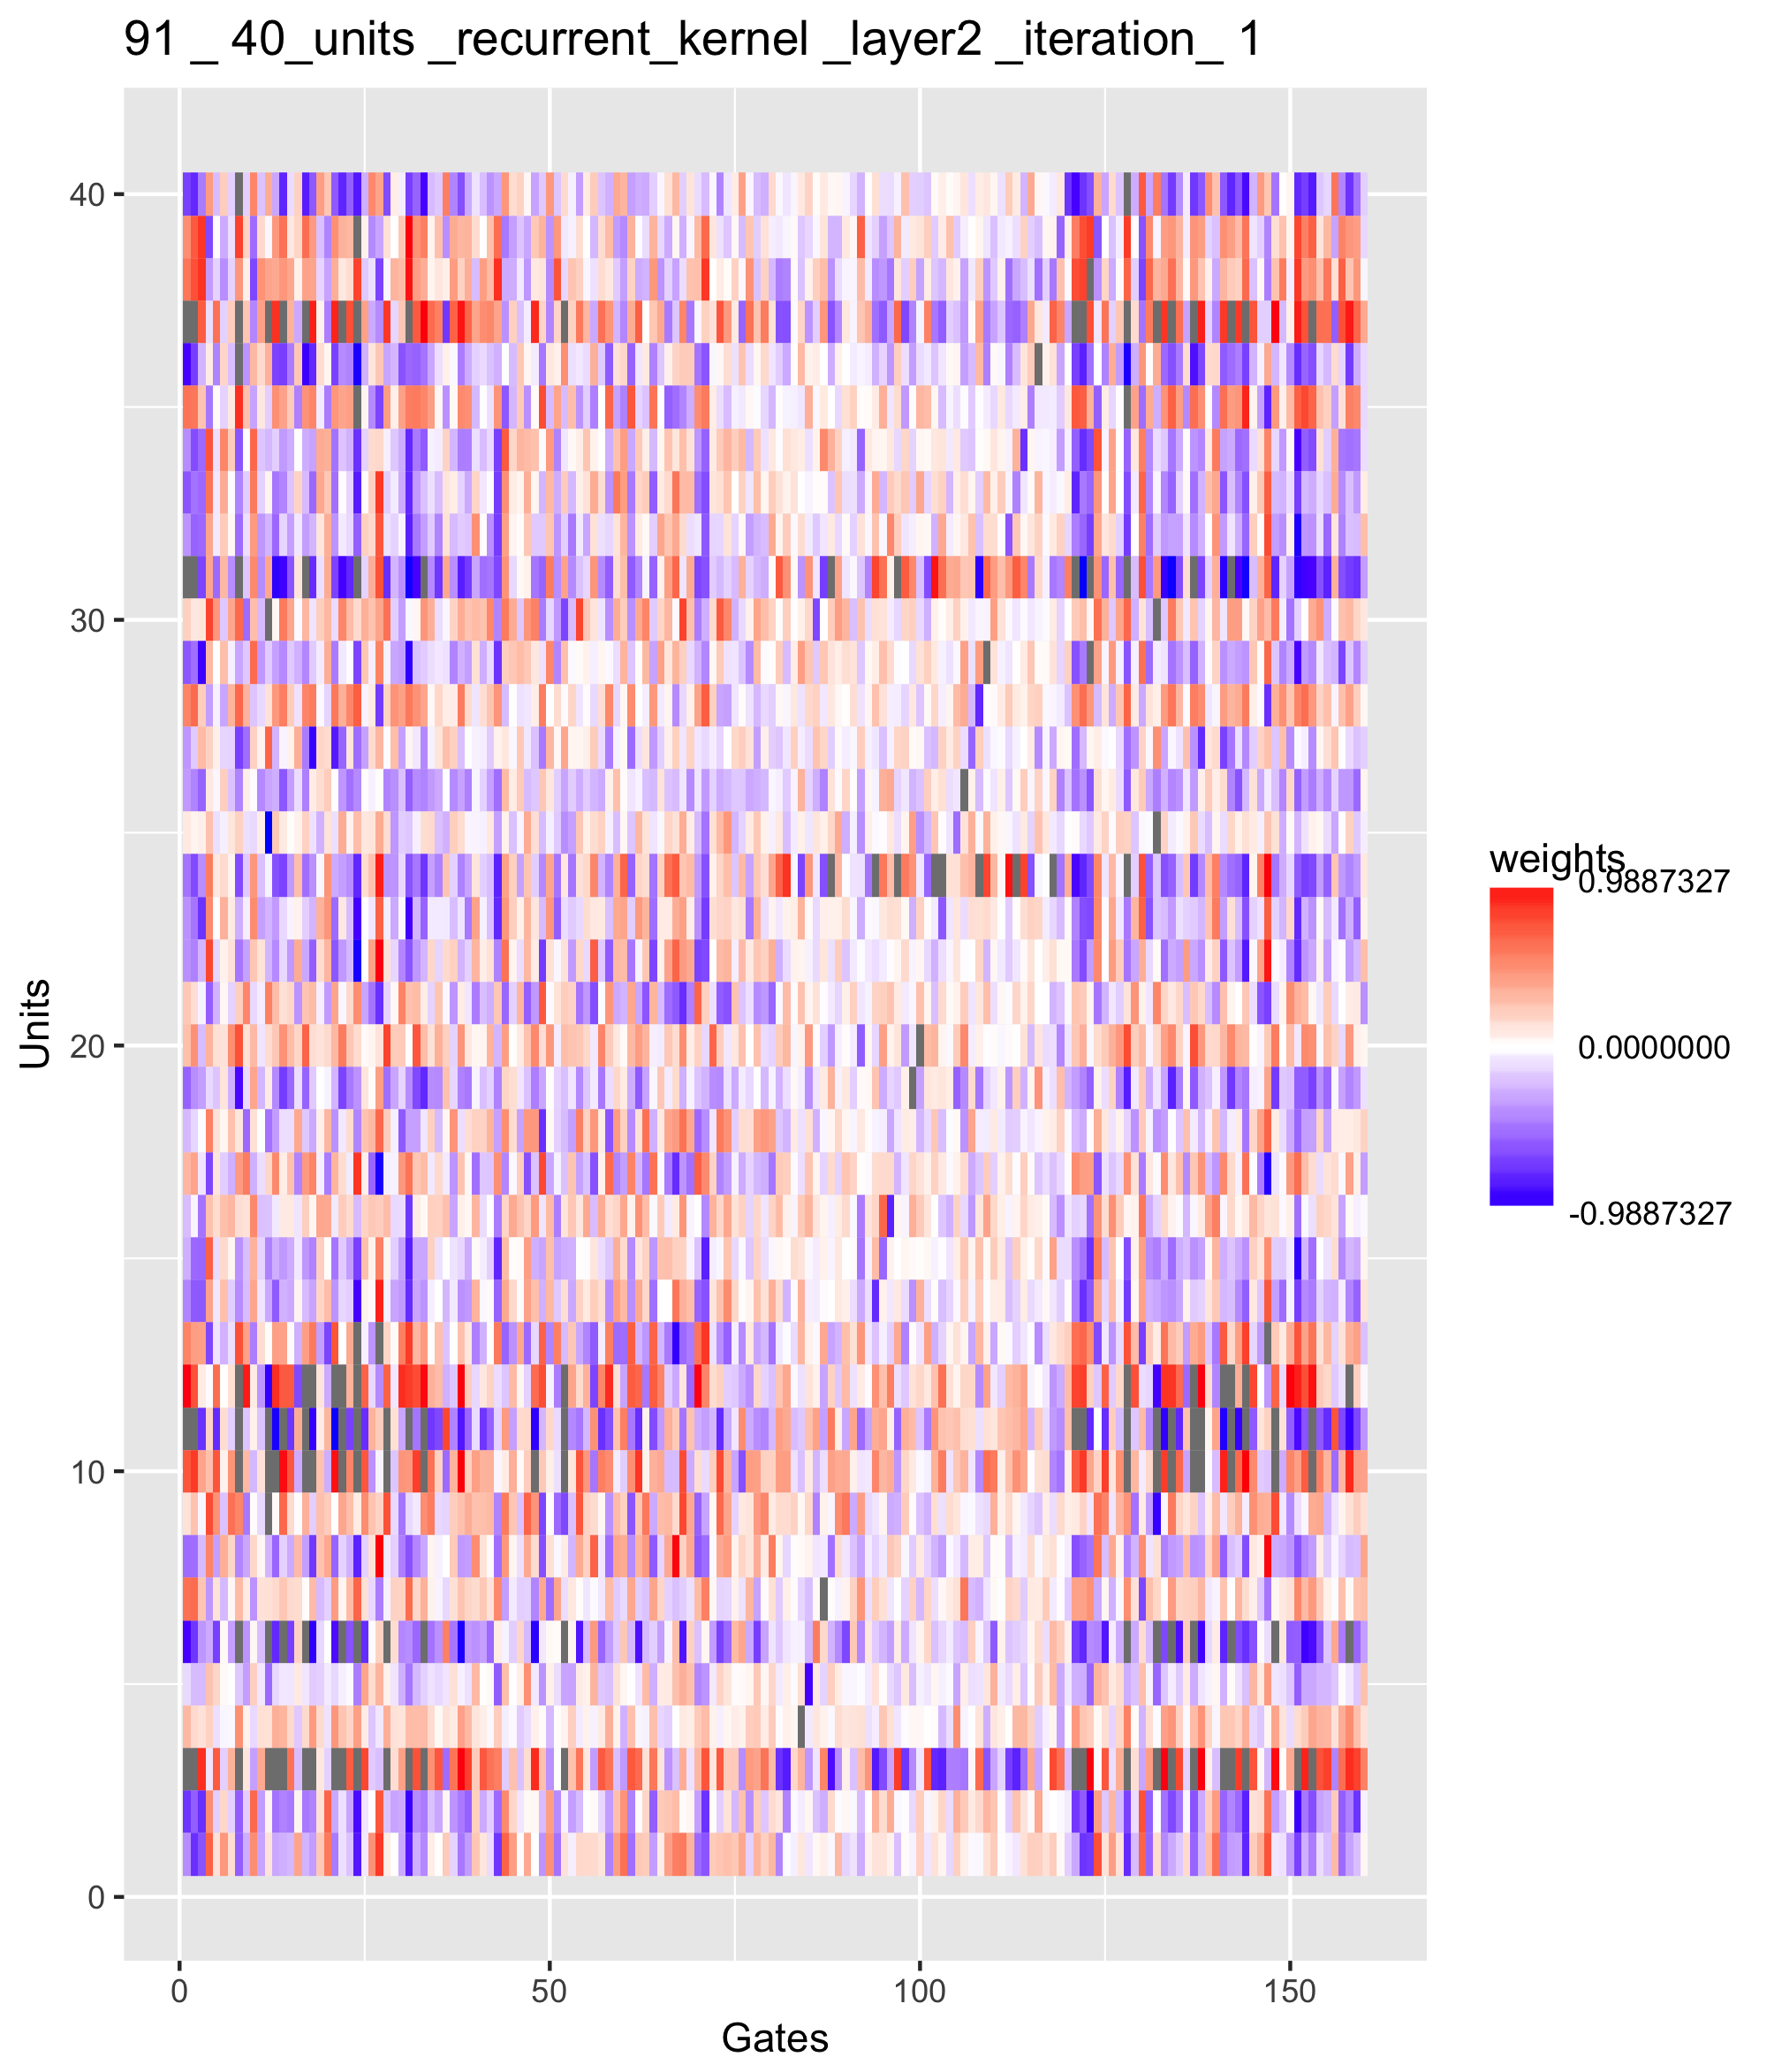 91 _ 40_units _recurrent_kernel _layer2 _iteration_ 1
40
30
20
10
0
Units
0 50 100 150
Gates
weights
0.9887327
0.0000000
-0.9887327